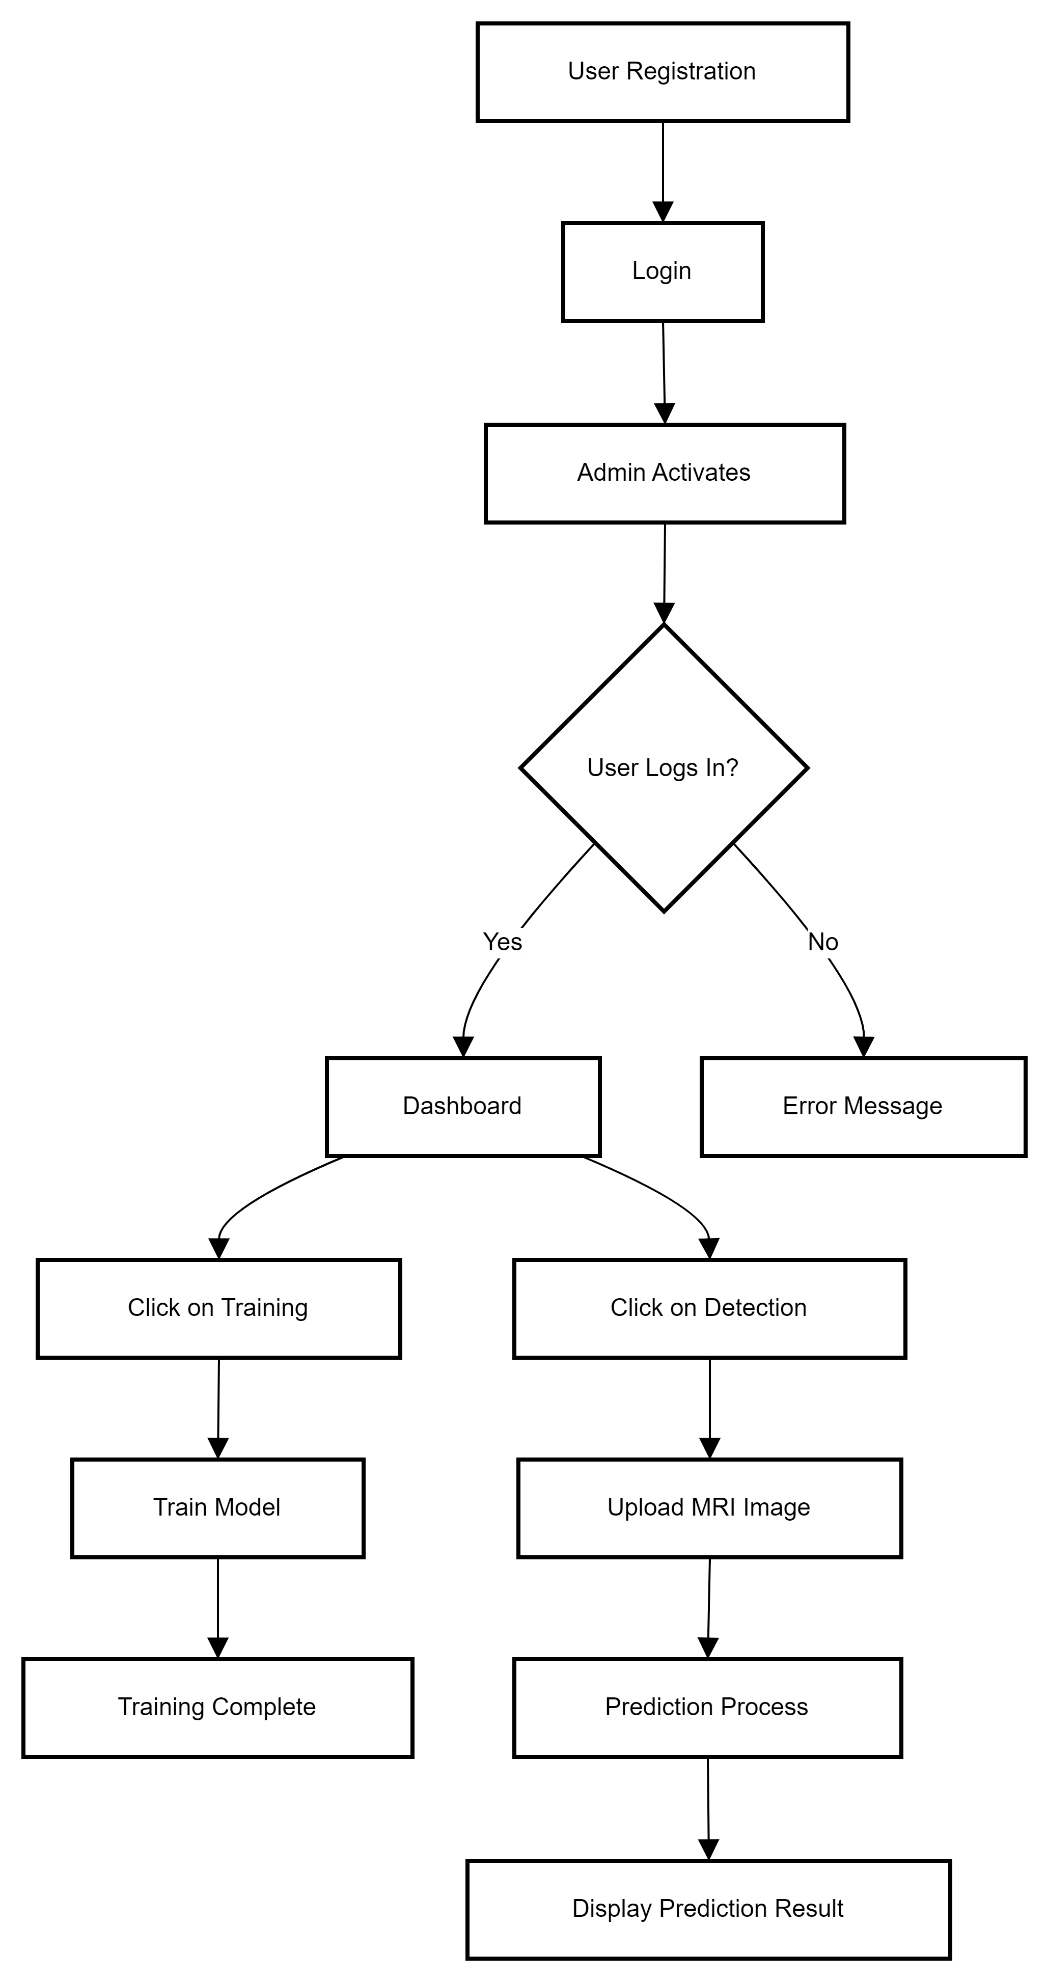 User Registration
Login
Admin Activates
User Logs In?
Yes
No
Dashboard
Error Message
Click on Training
Click on Detection
Train Model
Upload MRI Image
Training Complete
Prediction Process
Display Prediction Result